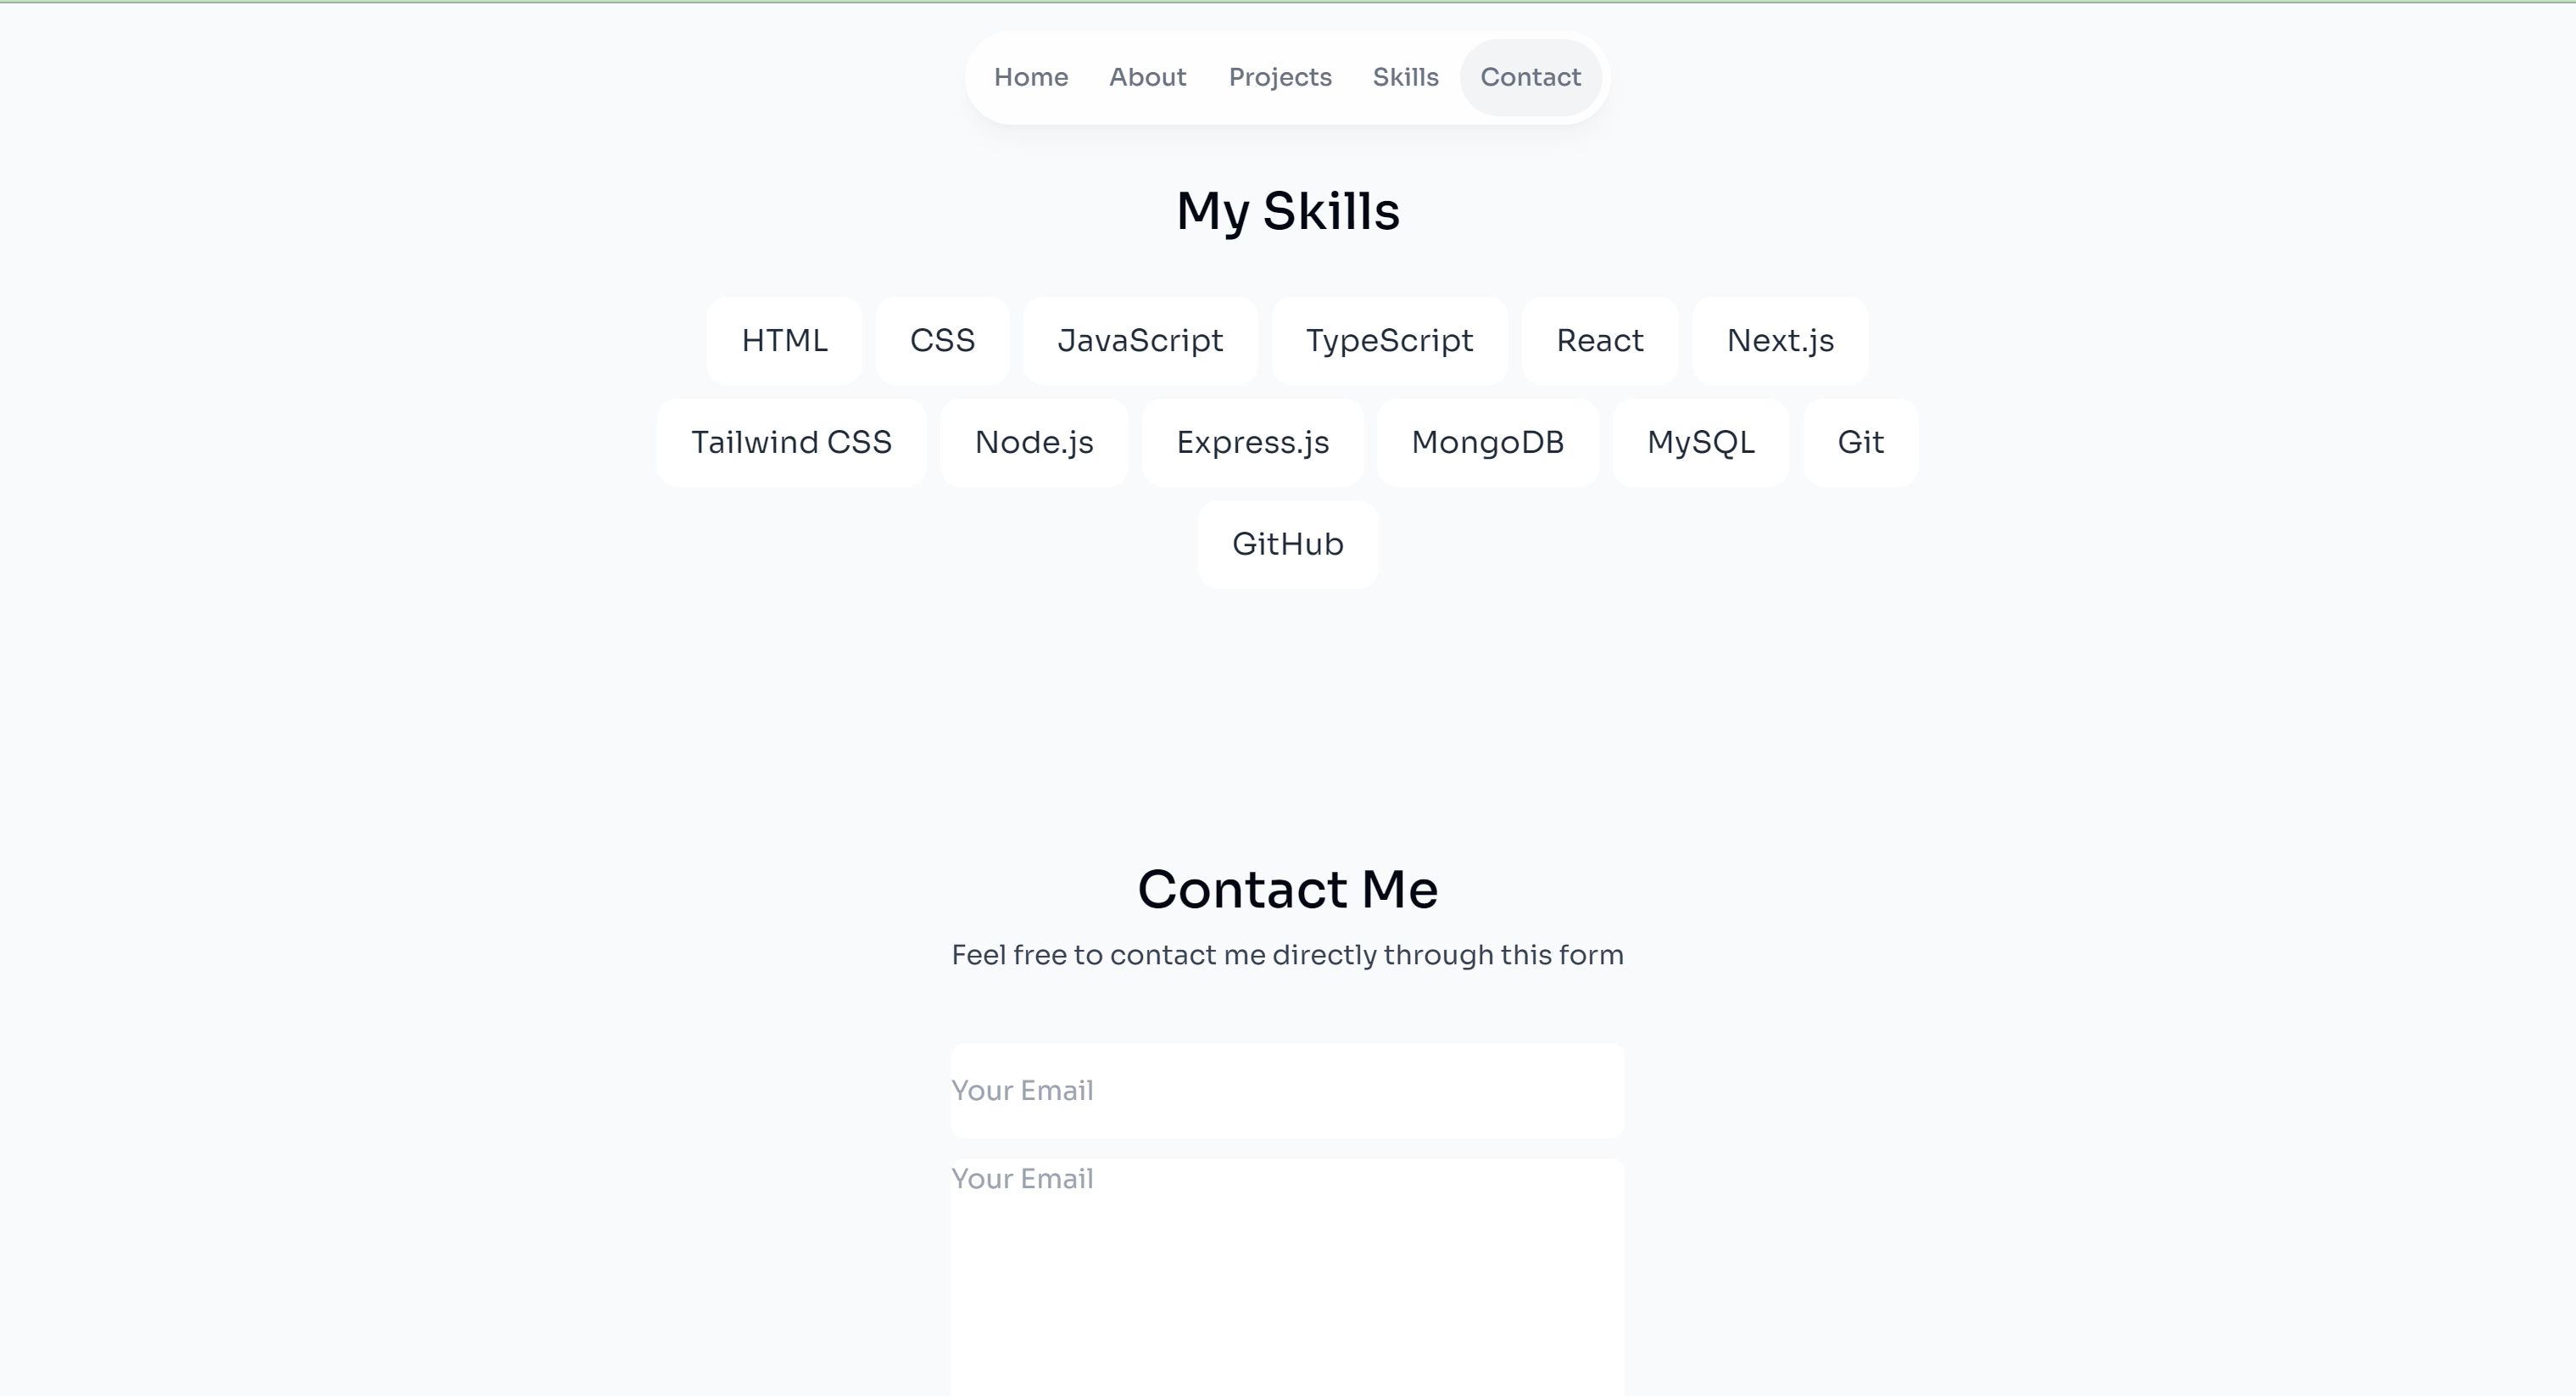 Home About Projects Skills Contact
My Skills
HTML CSS JavaScript TypeScript React Next.js
Tailwind CSS Node.js Express.js MongoDB MySQL Git
GitHub
Contact Me
Feel free to contact me directly through this form
Your Email
Your Email